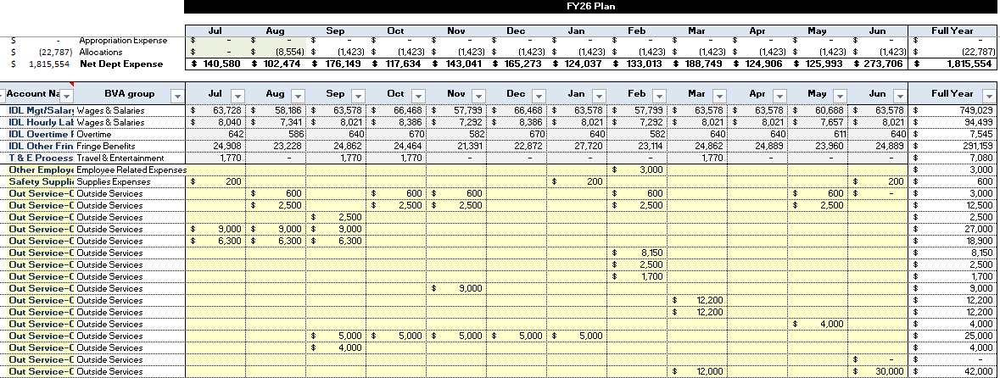 FY26 Plan
Jul Aug Sep Oct Nov Dec Jan Feb Mar Apr May Jun Full Year
$ - Appropriation Expense $ - $ - $ - $ - $ - $ - $ - $ - $ - $ - $ - $ - $ -
$ (22,787) Allocations $ - $ (8,554) $ (1,423) $ (1,423) $ (1,423) $ (1,423) $ (1,423) $ (1,423) $ (1,423) $ (1,423) $ (1,423) $ (1,423) $ (22,787)
$ 1,815,554 Net Dept Expense $ 140,580 $ 102,474 $ 176,149 $ 117,634 $ 143,041 $ 165,273 $ 124,037 $ 133,013 $ 188,749 $ 124,906 $ 125,993 $ 273,706 $ 1,815,554
Account Na BVA group Jul Aug Sep Oct Nov Dec Jan Feb Mar Apr May Jun Full Year
IDL Mgt/Salar Wages & Salaries $ 63,728 $ 58,186 $ 63,578 $ 66,468 $ 57,799 $ 66,468 $ 63,578 $ 57,799 $ 63,578 $ 63,578 $ 60,688 $ 63,578 $ 749,029
IDL Hourly Lab Wages & Salaries $ 8,040 $ 7,341 $ 8,021 $ 8,386 $ 7,292 $ 8,386 $ 8,021 $ 7,292 $ 8,021 $ 8,021 $ 7,657 $ 8,021 $ 94,499
IDL Overtime F Overtime 642 586 640 670 582 670 640 582 640 640 611 640 $ 7,545
IDL Other Frin Fringe Benefits 24,908 23,228 24,862 24,464 21,391 22,872 27,720 23,114 24,862 24,889 23,960 24,889 $ 291,159
T & E Process Travel & Entertainment 1,770 - 1,770 1,770 - - - - 1,770 - - - $ 7,080
Other Employe Employee Related Expenses $ 3,000 $ 3,000
Safety Supplie Supplies Expenses $ 200 $ 200 $ 200 $ 600
Out Service-C Outside Services $ 600 $ 600 $ 600 $ 600 $ 600 $ - $ 3,000
Out Service-C Outside Services $ 2,500 $ 2,500 $ 2,500 $ 2,500 $ 2,500 $ 12,500
Out Service-C Outside Services $ 2,500 $ 2,500
Out Service-C Outside Services $ 9,000 $ 9,000 $ 9,000 $ 27,000
Out Service-C Outside Services $ 6,300 $ 6,300 $ 6,300 $ 18,900
Out Service-C Outside Services $ 8,150 $ 8,150
Out Service-C Outside Services $ 2,500 $ 2,500
Out Service-C Outside Services $ 1,700 $ 1,700
Out Service-C Outside Services $ 9,000 $ 9,000
Out Service-C Outside Services $ 12,200 $ 12,200
Out Service-C Outside Services $ 12,200 $ 12,200
Out Service-C Outside Services $ 4,000 $ 4,000
Out Service-C Outside Services $ 5,000 $ 5,000 $ 5,000 $ 5,000 $ 5,000 $ 25,000
Out Service-C Outside Services $ 4,000 $ 4,000
Out Service-C Outside Services $ - $ -
Out Service-C Outside Services $ 12,000 $ 30,000 $ 42,000